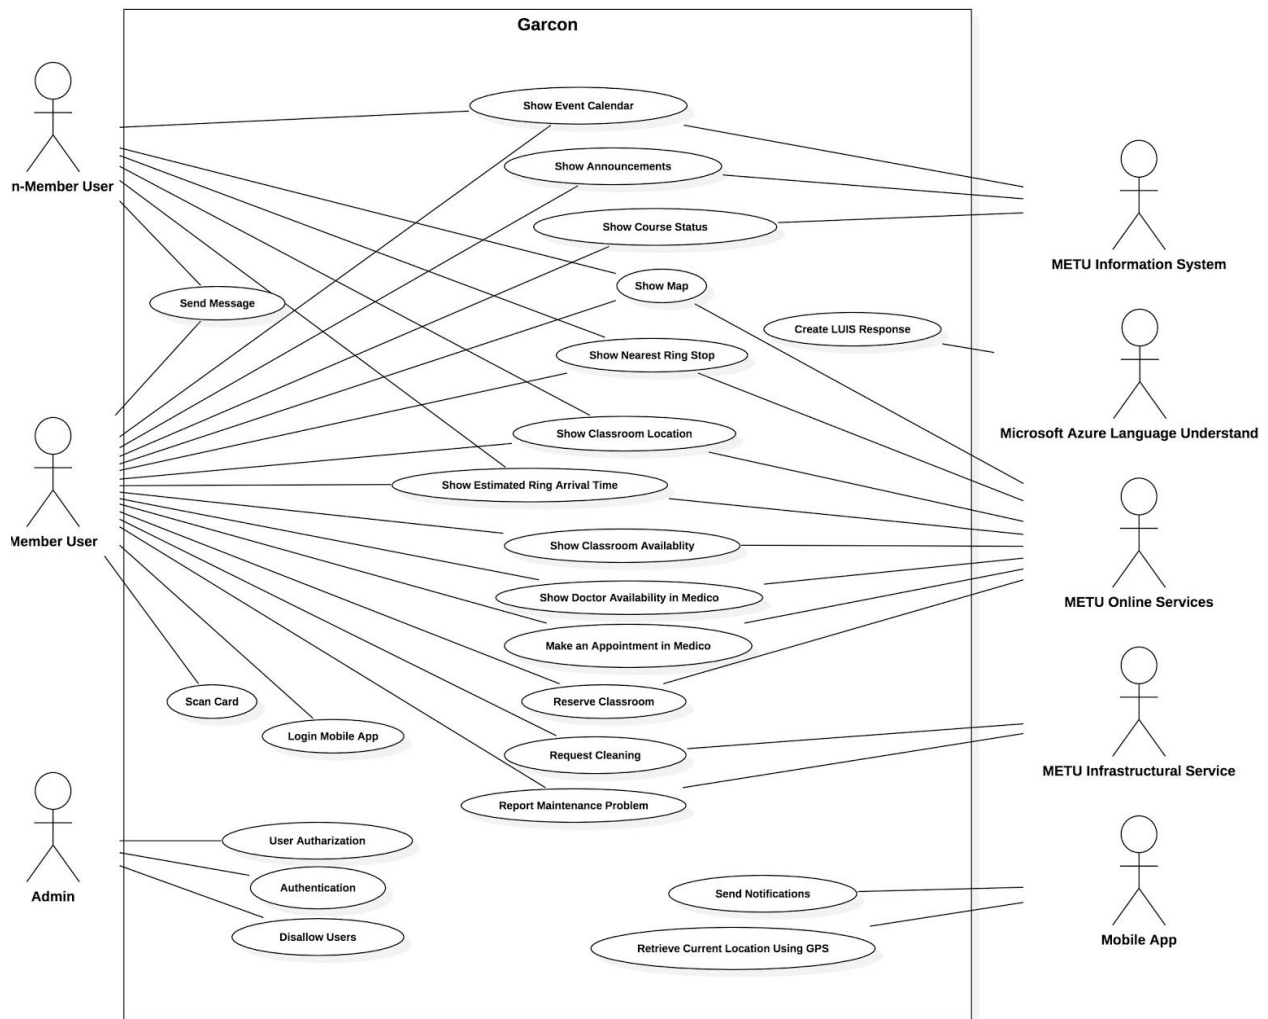 Garcon
Show Event Calendar
Show Announcements
n-Member User
Show Course Status
METU Information System
Show Map
Send Message
Create LUIS Response
Show Nearest Ring Stop
Show Classroom Location
Microsoft Azure Language Understand
Show Estimated Ring Arrival Time
Member User
Show Classroom Availablity
Show Doctor Availability in Medico
METU Online Services
Make an Appointment in Medico
Scan Card
Reserve Classroom
Login Mobile App
Request Cleaning
METU Infrastructural Service
Report Maintenance Problem
User Autharization
Authentication
Admin
Send Notifications
Disallow Users
Mobile App
Retrieve Current Location Using GPS